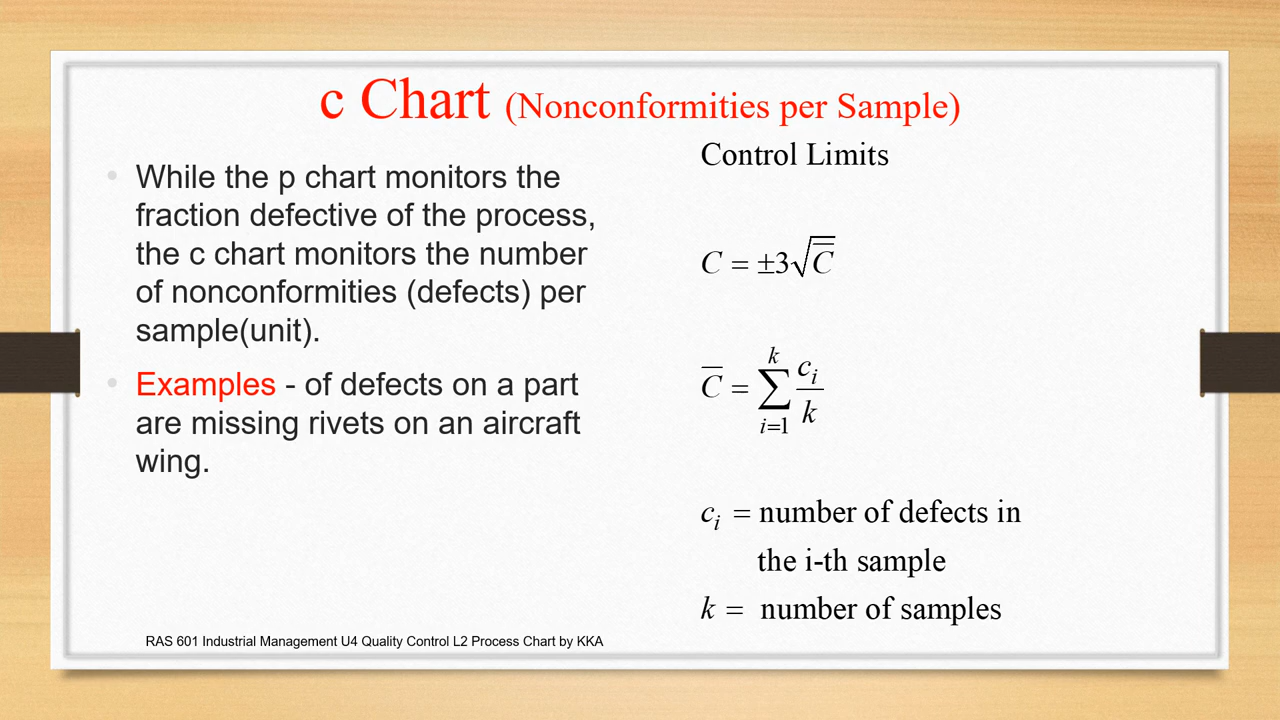 c Chart (Nonconformities per Sample)
• While the p chart monitors the
fraction defective of the process,
the c chart monitors the number
of nonconformities (defects) per
sample(unit).
• Examples - of defects on a part
are missing rivets on an aircraft
wing.
Control Limits
C = ±3√C̿
C̅ = ∑_{i=1}^{k} c_i/k
c_i = number of defects in
the i-th sample
k = number of samples
RAS 601 Industrial Management U4 Quality Control L2 Process Chart by KKA